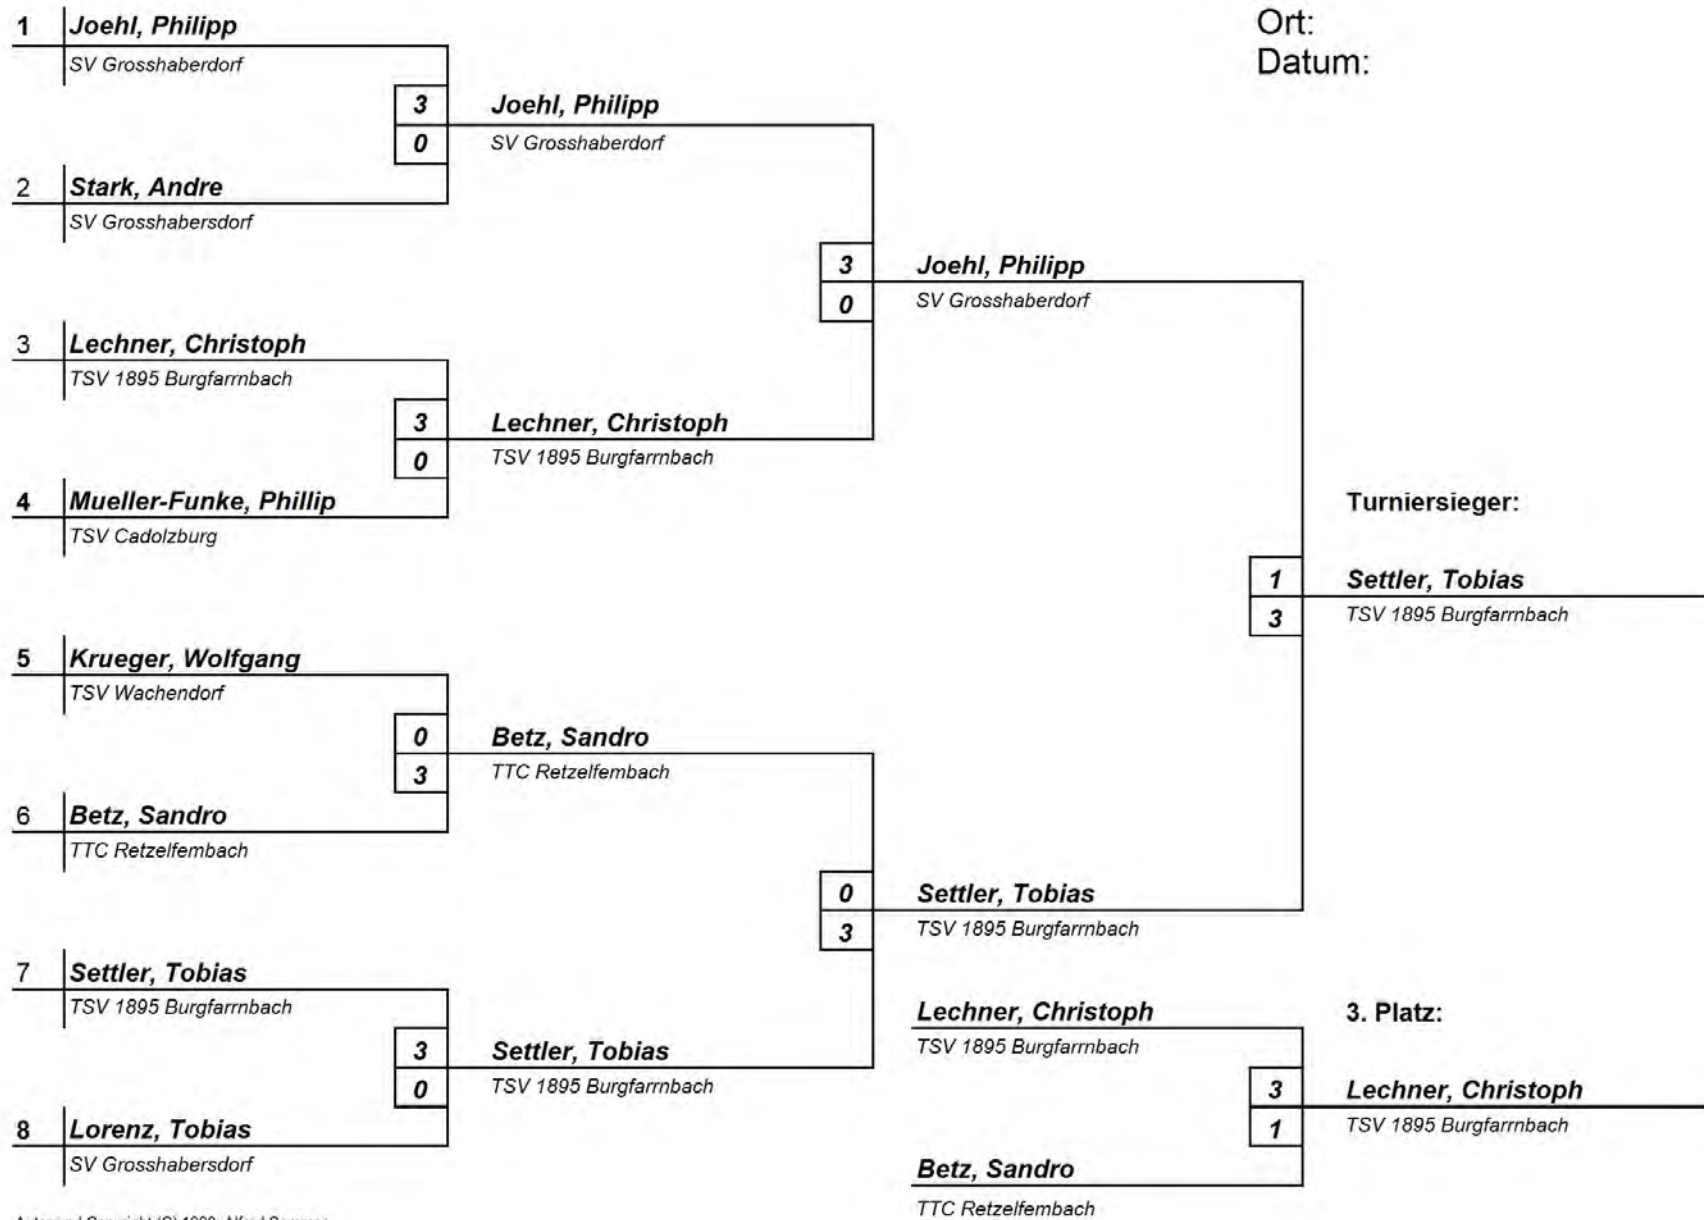 Ort:
Datum:
1 Joehl, Philipp
SV Grosshaberdorf
3 Joehl, Philipp
0 SV Grosshaberdorf
2 Stark, Andre
SV Grosshabersdorf
3 Joehl, Philipp
0 SV Grosshaberdorf
3 Lechner, Christoph
TSV 1895 Burgfarrnbach
3 Lechner, Christoph
0 TSV 1895 Burgfarrnbach
4 Mueller-Funke, Phillip
TSV Cadolzburg
Turniersieger:
1 Settler, Tobias
3 TSV 1895 Burgfarrnbach
5 Krueger, Wolfgang
TSV Wachendorf
0 Betz, Sandro
3 TTC Retzelfembach
6 Betz, Sandro
TTC Retzelfembach
0 Settler, Tobias
3 TSV 1895 Burgfarrnbach
7 Settler, Tobias
TSV 1895 Burgfarrnbach
3 Settler, Tobias
0 TSV 1895 Burgfarrnbach
8 Lorenz, Tobias
SV Grosshabersdorf
Lechner, Christoph
TSV 1895 Burgfarrnbach
3. Platz:
3 Lechner, Christoph
1 TSV 1895 Burgfarrnbach
Betz, Sandro
TTC Retzelfembach